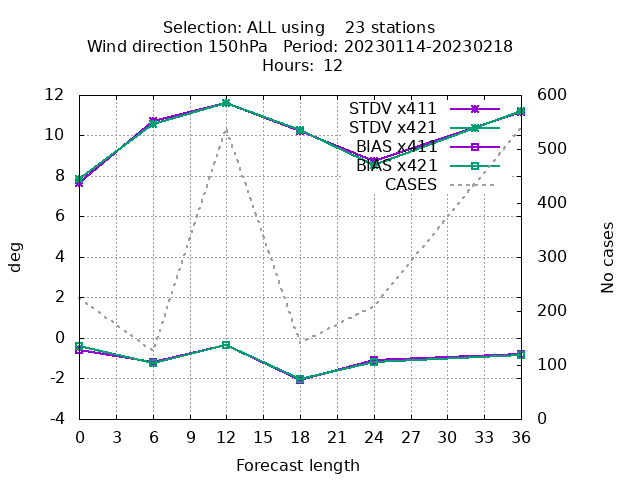 Selection: ALL using    23 stations
Wind direction 150hPa   Period: 20230114-20230218
Hours:  12
12
10
8
6
4
2
0
-2
-4
600
500
400
300
200
100
0
STDV x411
STDV x421
BIAS x411
BIAS x421
CASES
deg
No cases
0 3 6 9 12 15 18 21 24 27 30 33 36
Forecast length